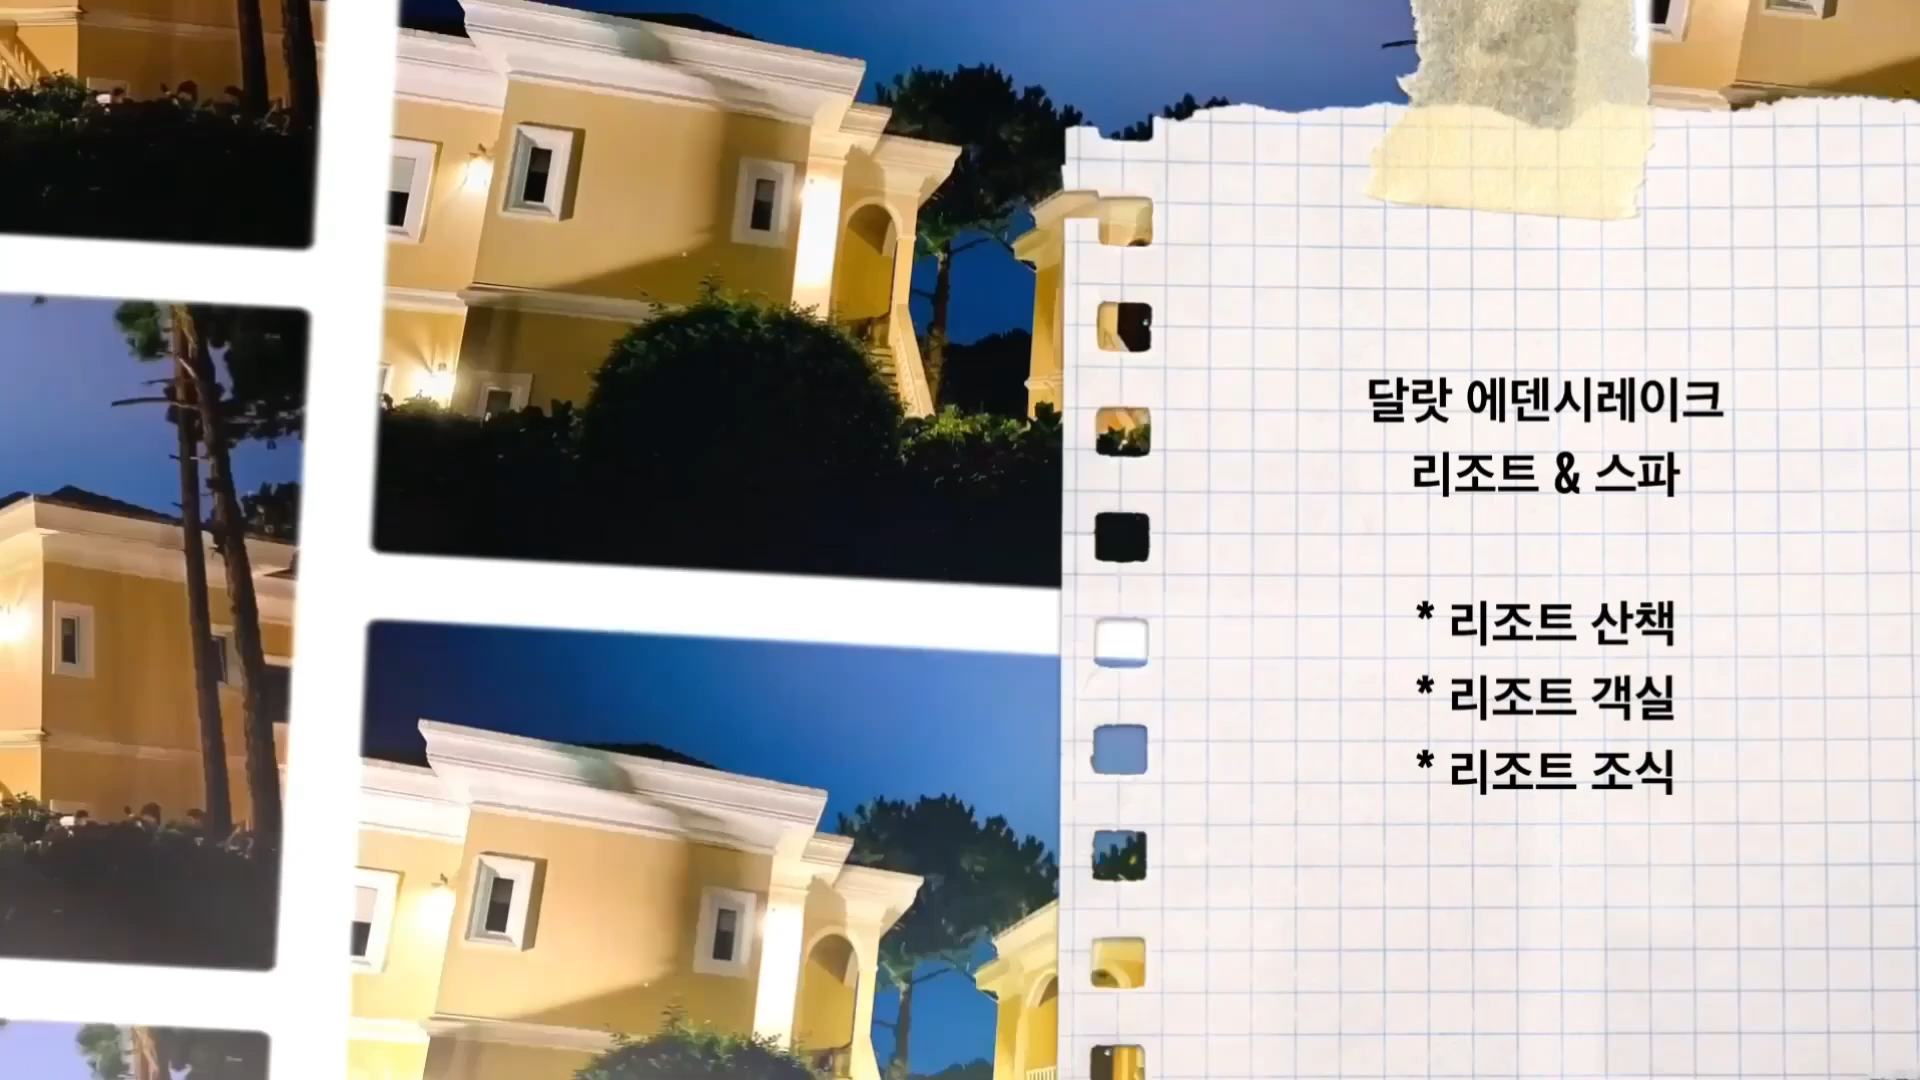 달랏 에덴시레이크
리조트 & 스파
* 리조트 산책
* 리조트 객실
* 리조트 조식